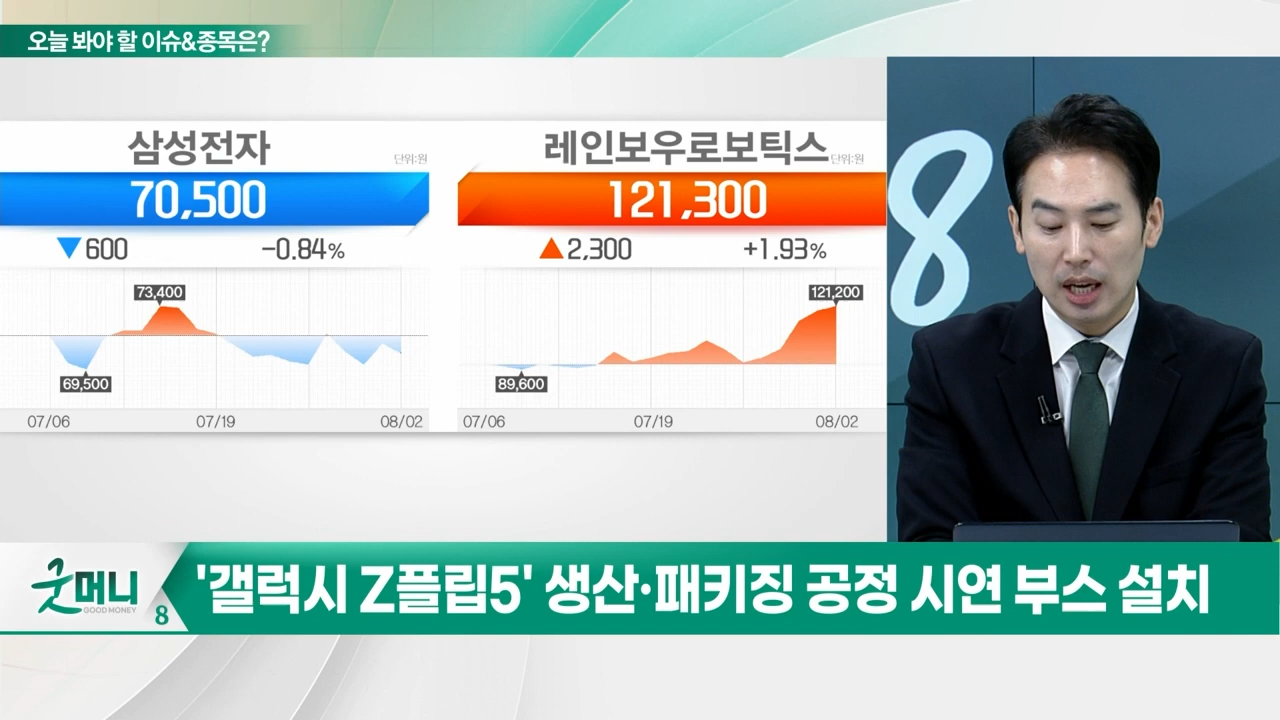 오늘 봐야 할 이슈&종목은?
삼성전자
단위:원
70,500
▼600 -0.84%
73,400
69,500
07/06 07/19 08/02
레인보우로보틱스
단위:원
121,300
▲2,300 +1.93%
121,200
89,600
07/06 07/19 08/02
8
굿머니
GOOD MONEY
8
'갤럭시 Z플립5' 생산·패키징 공정 시연 부스 설치